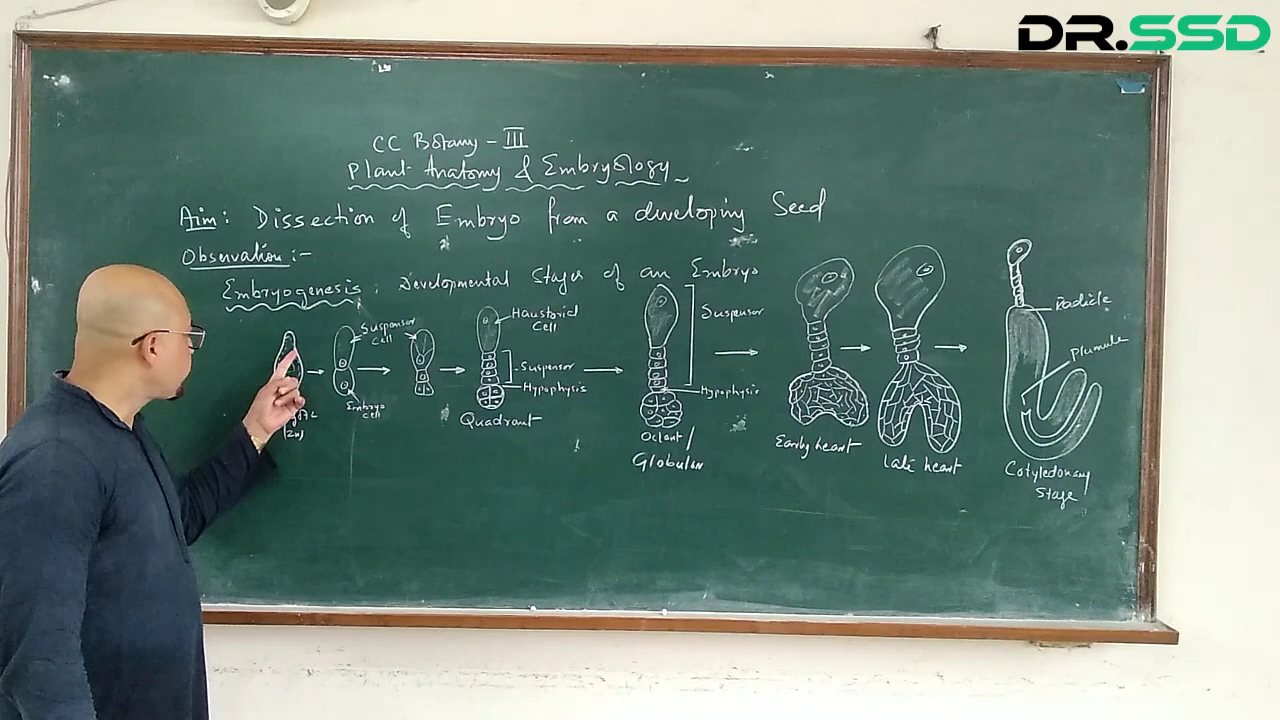 DR.SSD
CC Botany - III
Plant Anatomy & Embryology
Aim: Dissection of Embryo from a developing Seed
Observation :-
Embryogenesis : Developmental Stages of an Embryo
(2n)
Suspensor
Cell
Embryo
cell
Haustorial
Cell
Suspensor
Hypophysis
Quadrant
Suspensor
Hypophysis
Octant /
Globular
Early heart
Late heart
Radicle
Plumule
Cotyledonary
Stage